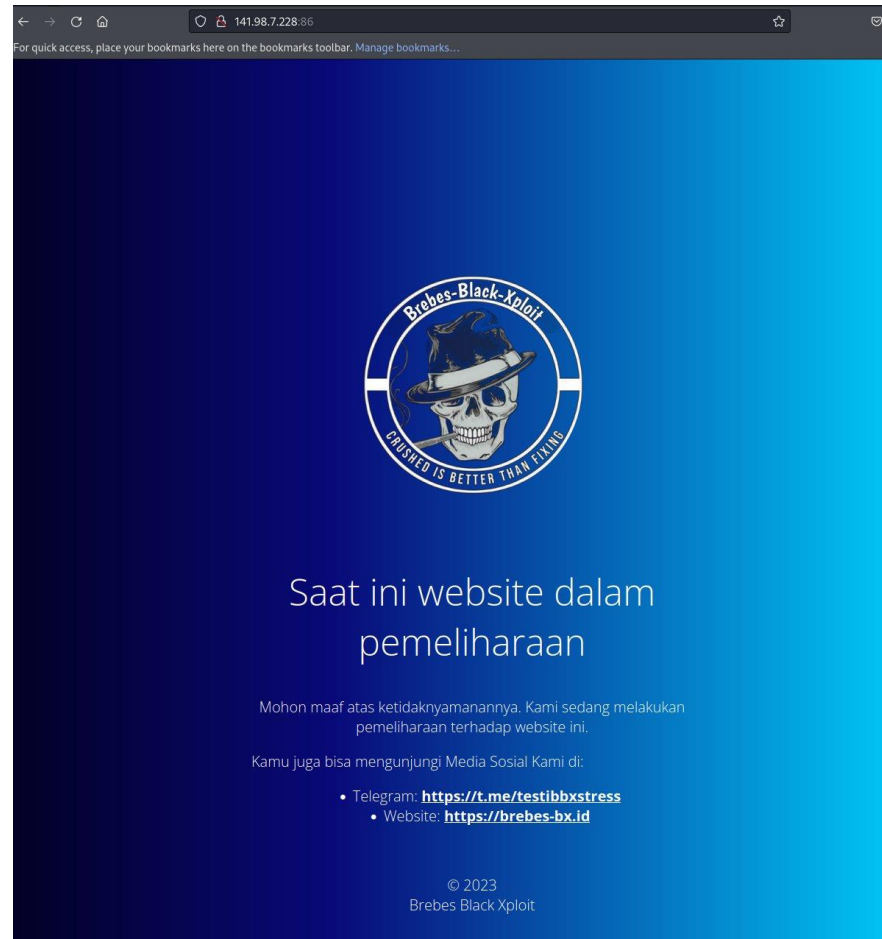 141.98.7.228:86
For quick access, place your bookmarks here on the bookmarks toolbar. Manage bookmarks...
Brebes-Black-Xploit
CRUSHED IS BETTER THAN FIXING
Saat ini website dalam
pemeliharaan
Mohon maaf atas ketidaknyamanannya. Kami sedang melakukan
pemeliharaan terhadap website ini.
Kamu juga bisa mengunjungi Media Sosial Kami di:
• Telegram: https://t.me/testibbxstress
• Website: https://brebes-bx.id
© 2023
Brebes Black Xploit